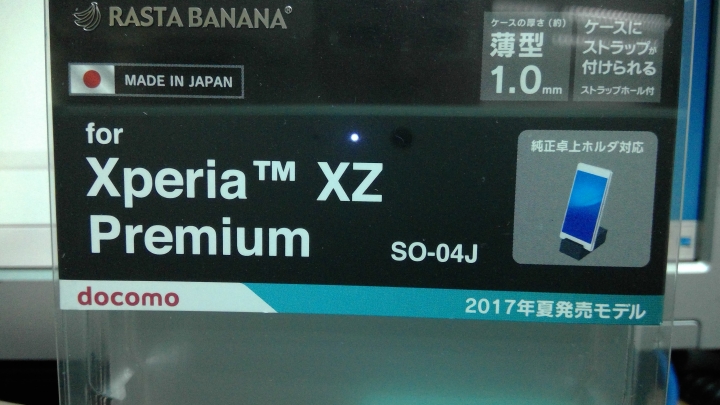 RASTA BANANA®
MADE IN JAPAN
ケースの厚さ(約)
薄型
1.0mm
ケースに
ストラップが
付けられる
ストラップホール付
for
Xperia™ XZ
Premium
SO-04J
純正卓上ホルダ対応
docomo
2017年夏発売モデル